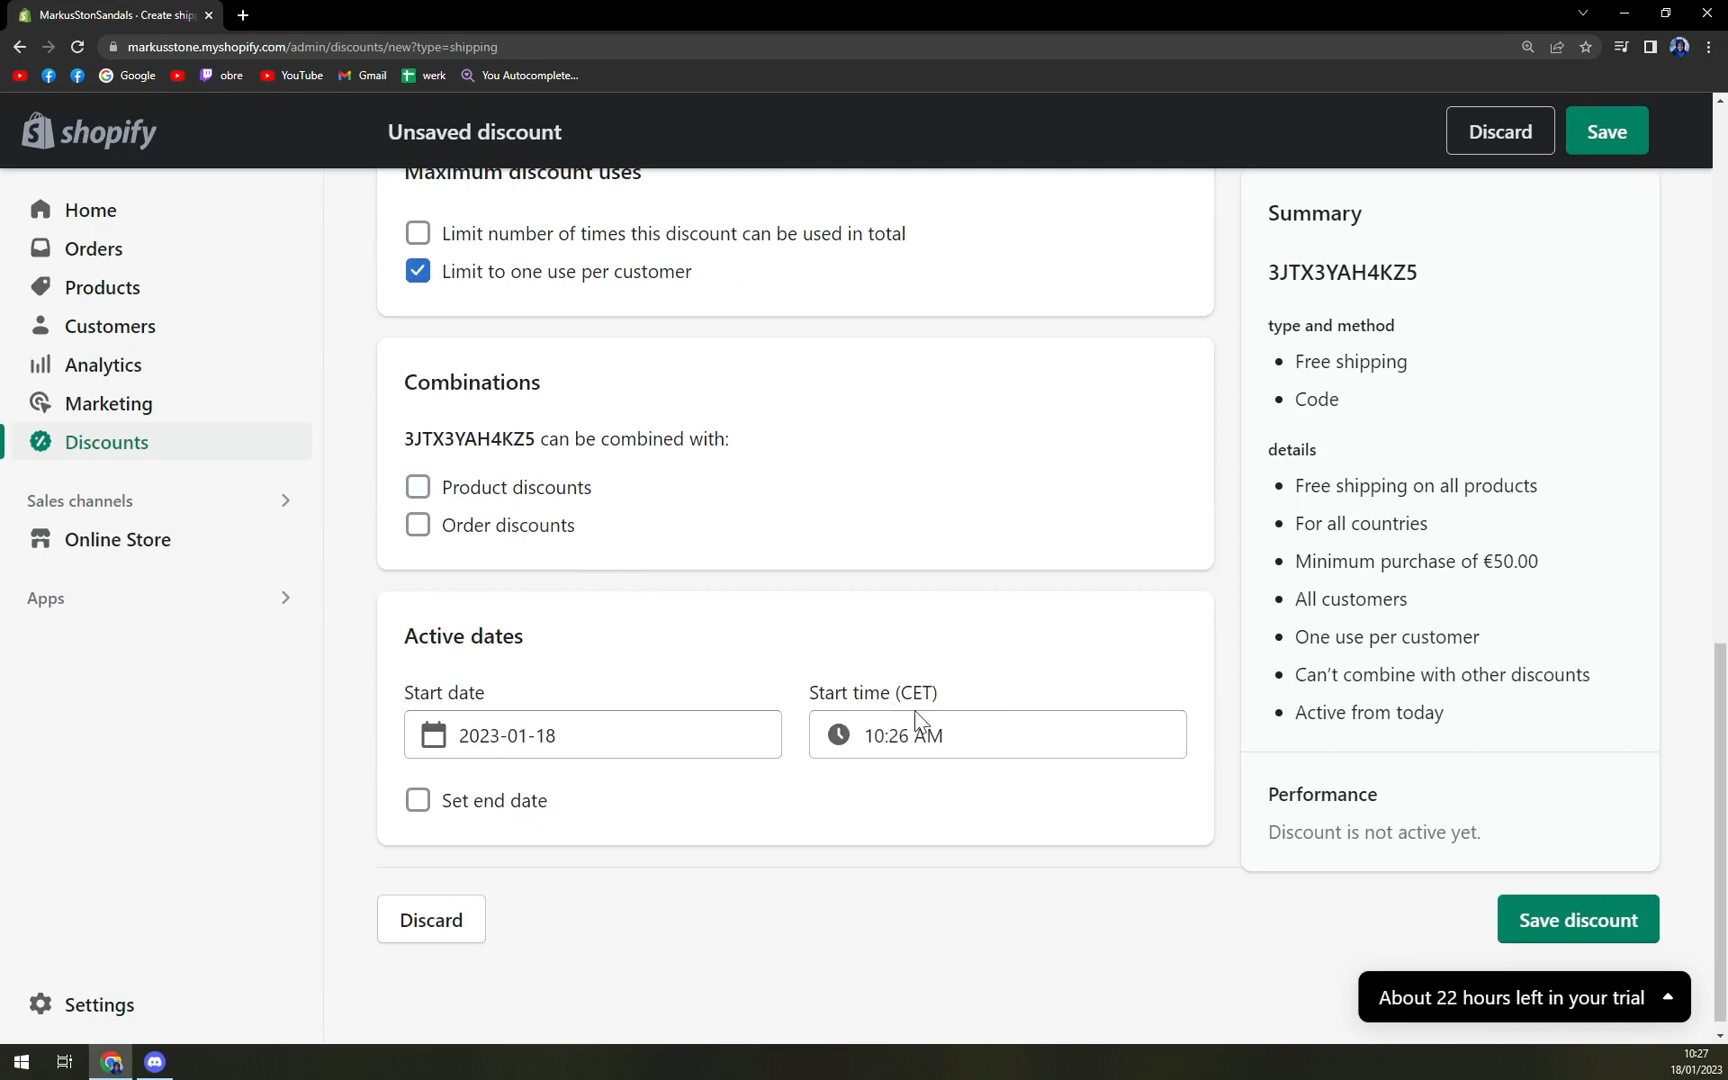 MarkusStonSandals · Create ship
markusstone.myshopify.com/admin/discounts/new?type=shipping
Google
obre
YouTube
Gmail
werk
You Autocomplete...
shopify
Unsaved discount
Discard
Save
Home
Orders
Products
Customers
Analytics
Marketing
Discounts
Sales channels
Online Store
Apps
Settings
Maximum discount uses
Limit number of times this discount can be used in total
Limit to one use per customer
Combinations
3JTX3YAH4KZ5 can be combined with:
Product discounts
Order discounts
Active dates
Start date
Start time (CET)
2023-01-18
10:26 AM
Set end date
Summary
3JTX3YAH4KZ5
type and method
• Free shipping
• Code
details
• Free shipping on all products
• For all countries
• Minimum purchase of €50.00
• All customers
• One use per customer
• Can't combine with other discounts
• Active from today
Performance
Discount is not active yet.
Discard
Save discount
About 22 hours left in your trial
10:27
18/01/2023